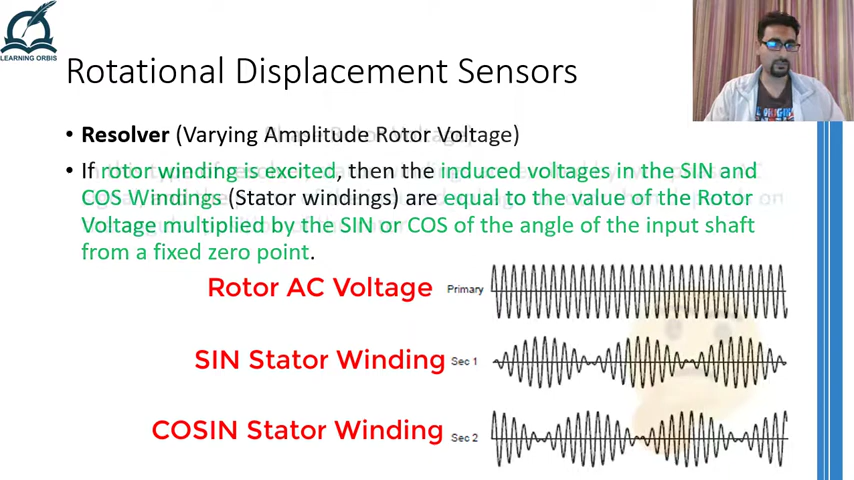 LEARNING ORBIS
Rotational Displacement Sensors
• Resolver (Varying Amplitude Rotor Voltage)
• If rotor winding is excited, then the induced voltages in the SIN and
COS Windings (Stator windings) are equal to the value of the Rotor
Voltage multiplied by the SIN or COS of the angle of the input shaft
from a fixed zero point.
Rotor AC Voltage Primary
SIN Stator Winding Sec 1
COSIN Stator Winding Sec 2